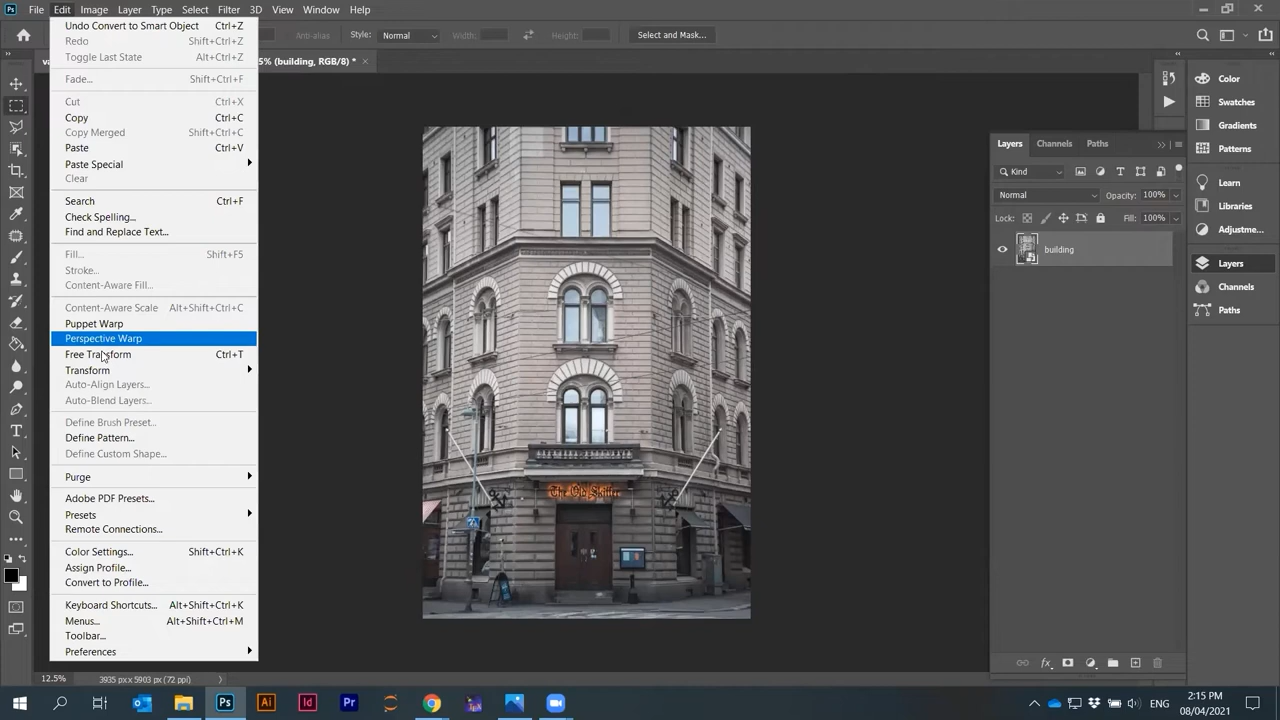 Ps File Edit Image Layer Type Select Filter 3D View Window Help
Anti-alias Style: Normal Width: Height: Select and Mask...
5% (building, RGB/8) * ×
Undo Convert to Smart Object Ctrl+Z
Redo Shift+Ctrl+Z
Toggle Last State Alt+Ctrl+Z
Fade... Shift+Ctrl+F
Cut Ctrl+X
Copy Ctrl+C
Copy Merged Shift+Ctrl+C
Paste Ctrl+V
Paste Special
Clear
Search Ctrl+F
Check Spelling...
Find and Replace Text...
Fill... Shift+F5
Stroke...
Content-Aware Fill...
Content-Aware Scale Alt+Shift+Ctrl+C
Puppet Warp
Perspective Warp
Free Transform Ctrl+T
Transform
Auto-Align Layers...
Auto-Blend Layers...
Define Brush Preset...
Define Pattern...
Define Custom Shape...
Purge
Adobe PDF Presets...
Presets
Remote Connections...
Color Settings... Shift+Ctrl+K
Assign Profile...
Convert to Profile...
Keyboard Shortcuts... Alt+Shift+Ctrl+K
Menus... Alt+Shift+Ctrl+M
Toolbar...
Preferences
Layers Channels Paths
Kind
Normal Opacity: 100%
Lock: Fill: 100%
building
Color
Swatches
Gradients
Patterns
Learn
Libraries
Adjustme...
Layers
Channels
Paths
12.5% 3935 px x 5903 px (72 ppi)
Ps Ai Id Pr
ENG
2:15 PM
08/04/2021